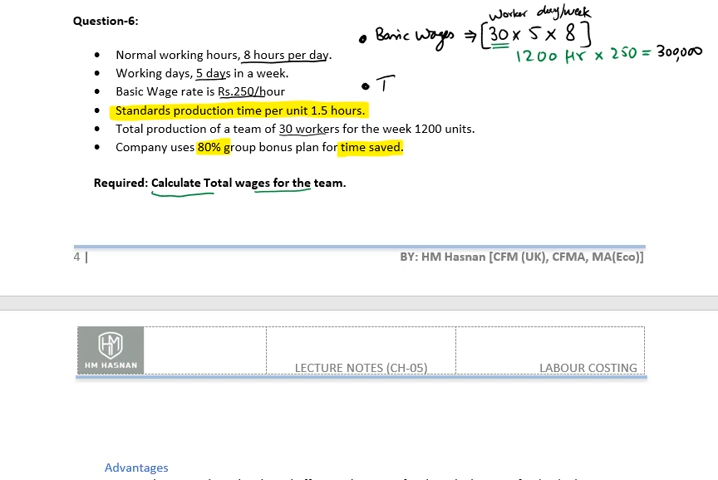 Question-6:
Worker day/week
• Basic Wages ⇒ [30 x 5 x 8]
1200 Hr x 250 = 300,000
• Normal working hours, 8 hours per day.
• Working days, 5 days in a week.
• T
• Basic Wage rate is Rs.250/hour
• Standards production time per unit 1.5 hours.
• Total production of a team of 30 workers for the week 1200 units.
• Company uses 80% group bonus plan for time saved.
Required: Calculate Total wages for the team.
4 | BY: HM Hasnan [CFM (UK), CFMA, MA(Eco)]
HM
HM HASNAN
LECTURE NOTES (CH-05) LABOUR COSTING
Advantages